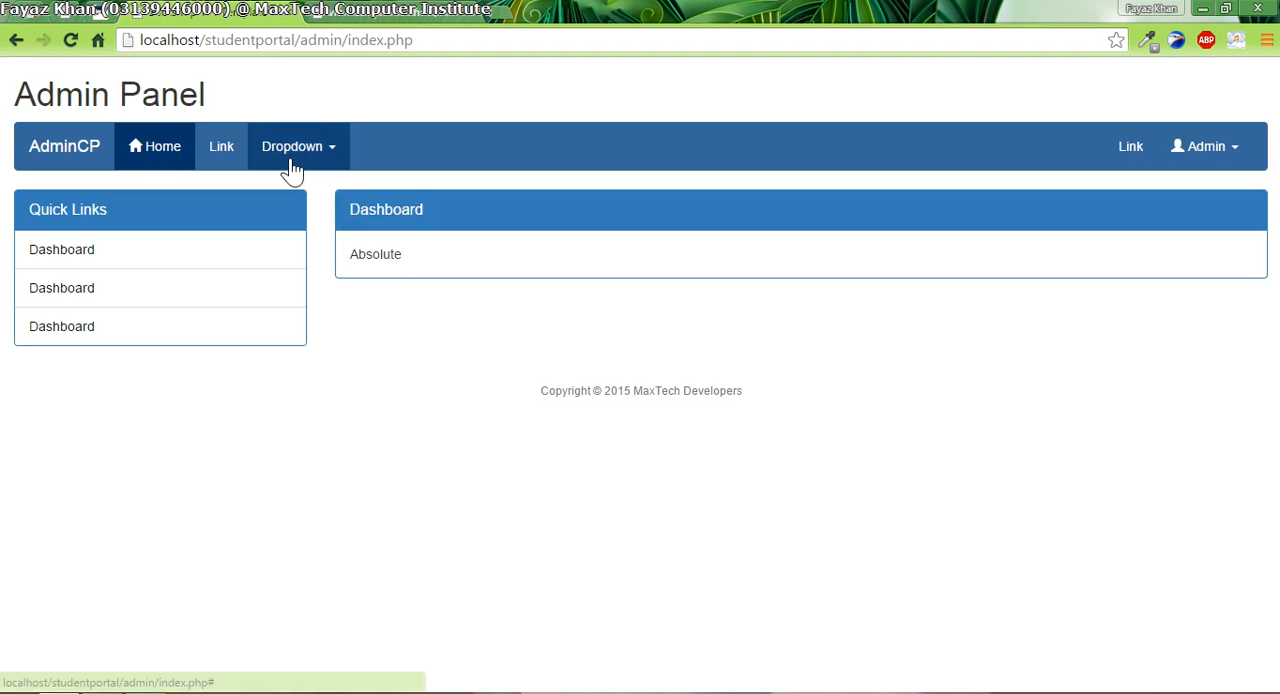 Fayaz Khan (03139446000) @ MaxTech Computer Institute
Fayaz Khan
localhost/studentportal/admin/index.php
ABP
Admin Panel
AdminCP Home Link Dropdown Link Admin
Quick Links
Dashboard
Dashboard
Dashboard
Dashboard
Absolute
Copyright © 2015 MaxTech Developers
localhost/studentportal/admin/index.php#